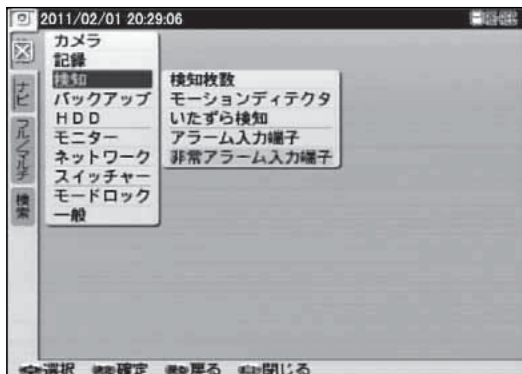 2011/02/01 20:29:06
カメラ
記録
検知
バックアップ
HDD
モニター
ネットワーク
スイッチャー
モードロック
一般
検知枚数
モーションディテクタ
いたずら検知
アラーム入力端子
非常アラーム入力端子
ナビ
フル/マルチ
検索
選択 確定 戻る 閉じる